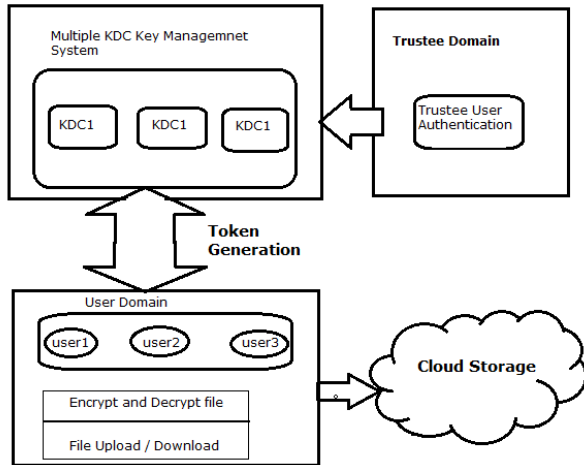 Multiple KDC Key Managemnet
System
KDC1
KDC1
KDC1
Trustee Domain
Trustee User
Authentication
Token
Generation
User Domain
user1
user2
user3
Encrypt and Decrypt file
File Upload / Download
Cloud Storage